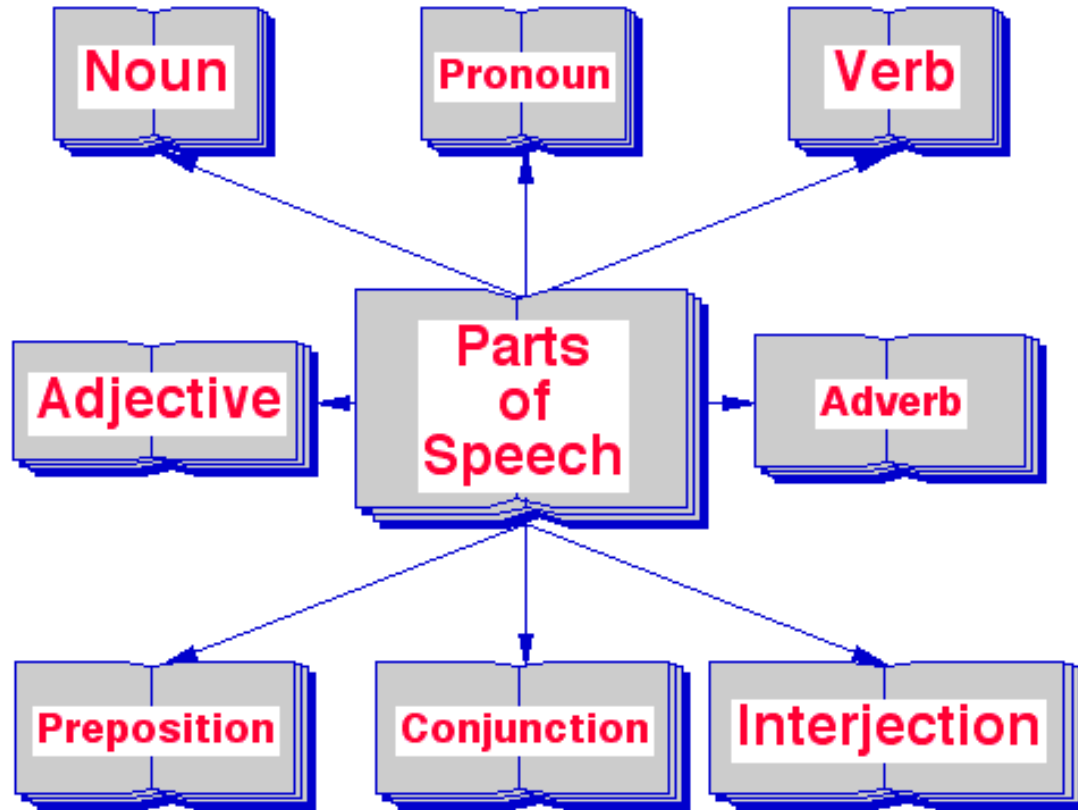 Noun
Pronoun
Verb
Parts
of
Speech
Adjective
Adverb
Preposition
Conjunction
Interjection